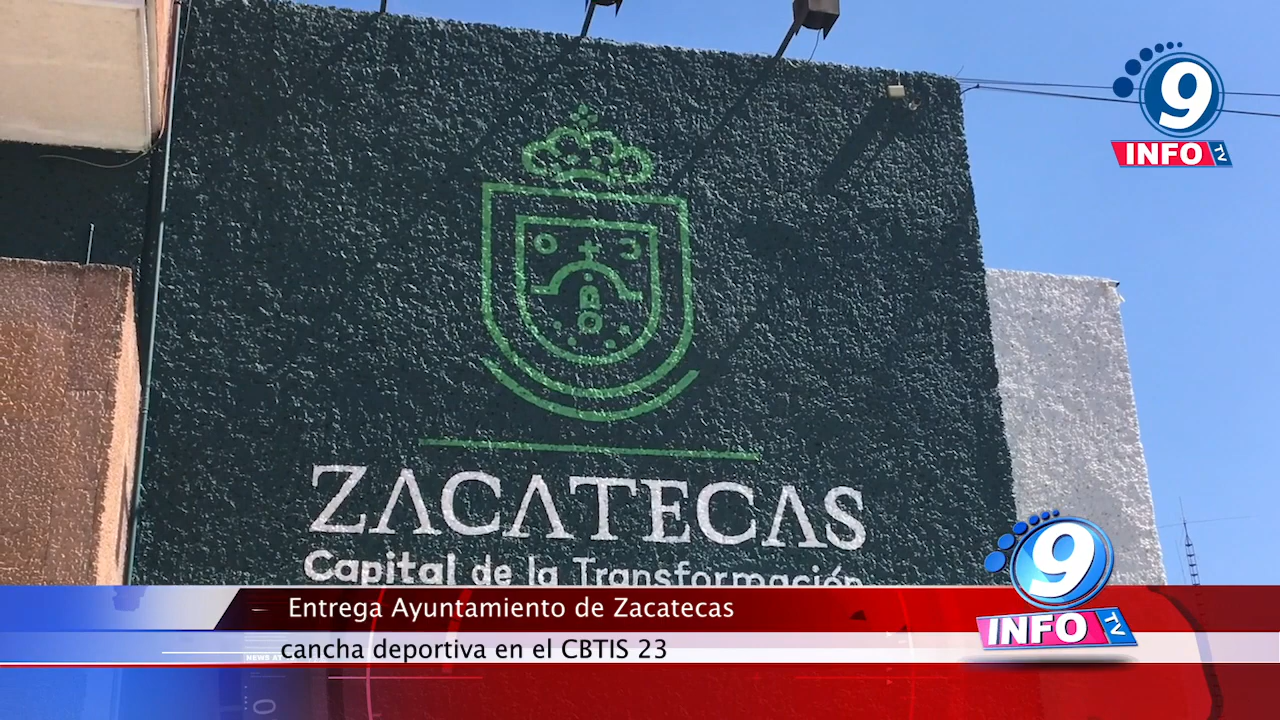 9
INFO TV
ZACATECAS
Capital de la Transformación
Entrega Ayuntamiento de Zacatecas
cancha deportiva en el CBTIS 23
9
INFO TV